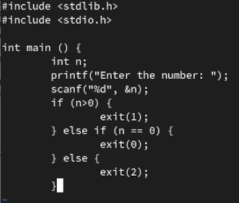 #include <stdlib.h>
#include <stdio.h>

int main () {
        int n;
        printf("Enter the number: ");
        scanf("%d", &n);
        if (n>0) {
                exit(1);
        } else if (n == 0) {
                exit(0);
        } else {
                exit(2);
        }
~